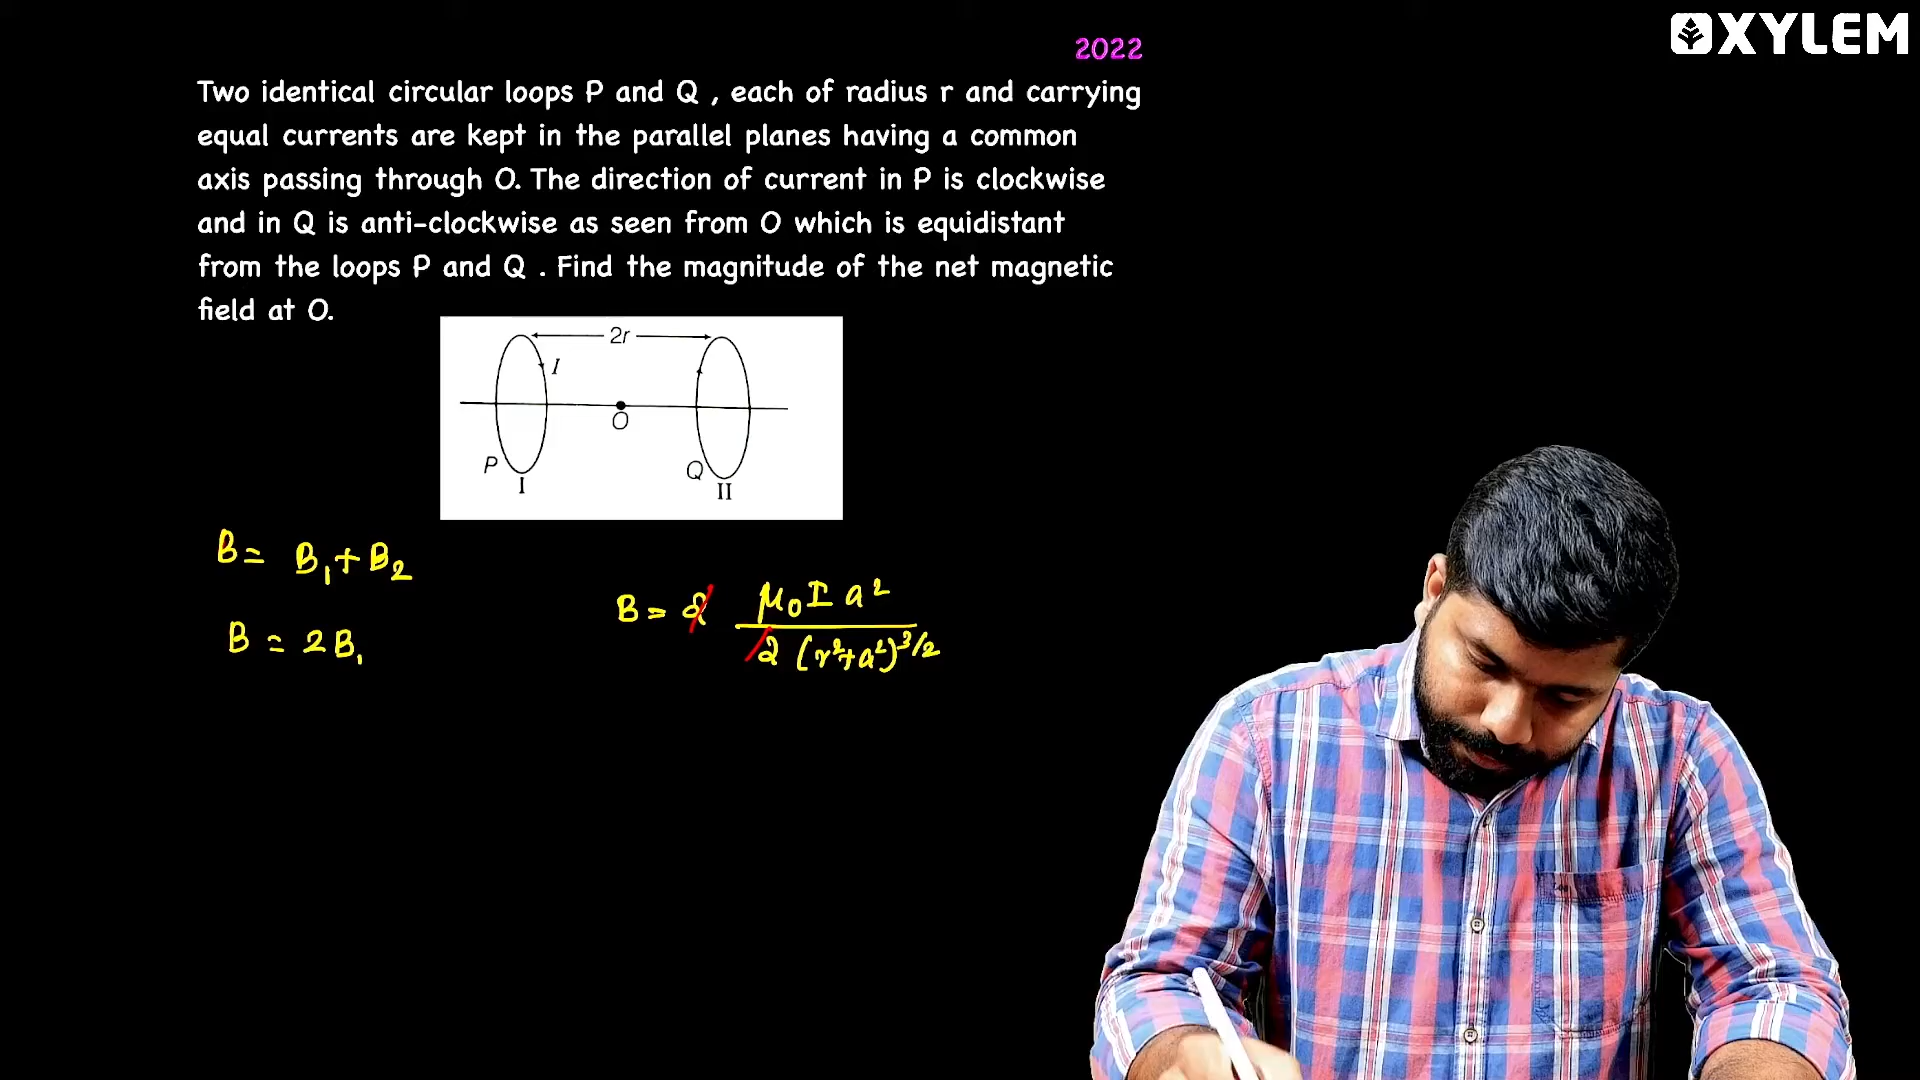 XYLEM
2022
Two identical circular loops P and Q , each of radius r and carrying
equal currents are kept in the parallel planes having a common
axis passing through O. The direction of current in P is clockwise
and in Q is anti-clockwise as seen from O which is equidistant
from the loops P and Q . Find the magnitude of the net magnetic
field at O.
2r
I
O
P
Q
I
II
B = B₁ + B₂
B = 2B₁
B = 2 μ₀ I a²
2 (r²+a²)^3/2